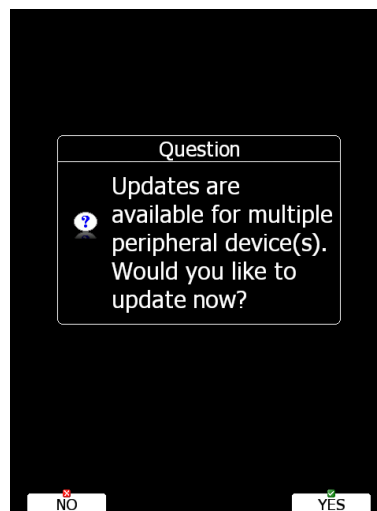 Question
Updates are
available for multiple
peripheral device(s).
Would you like to
update now?
NO
YES